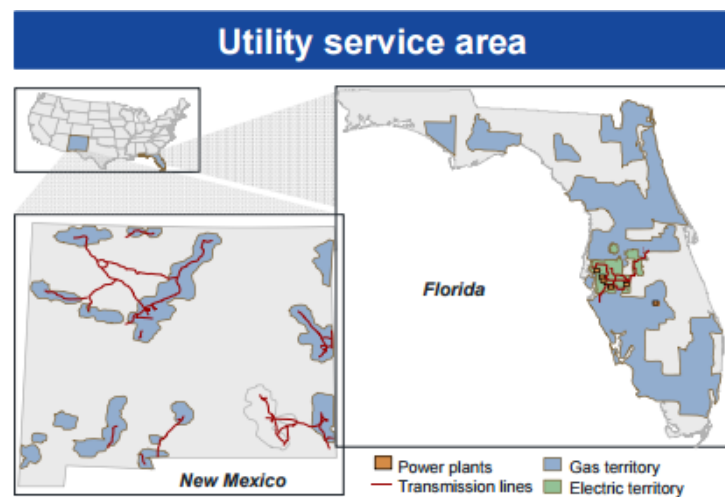 Utility service area
Florida
New Mexico
Power plants
Gas territory
Transmission lines
Electric territory